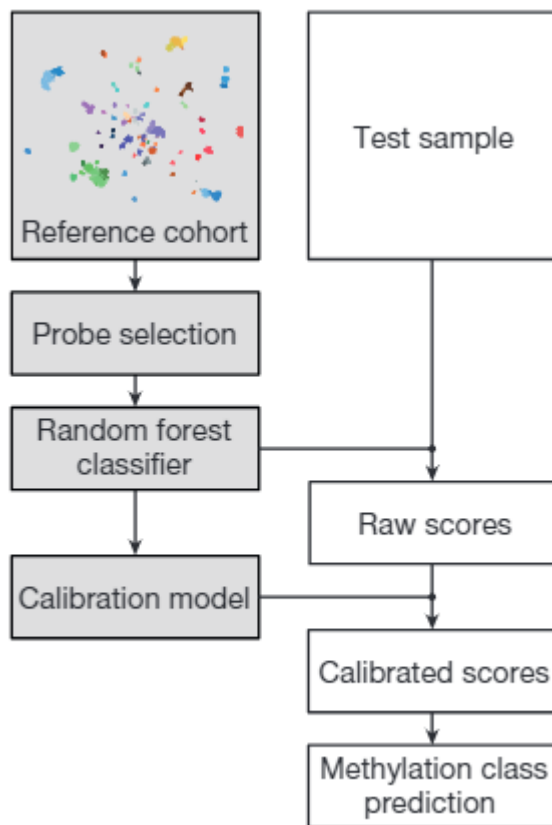 Reference cohort
Test sample
Probe selection
Random forest
classifier
Raw scores
Calibration model
Calibrated scores
Methylation class
prediction